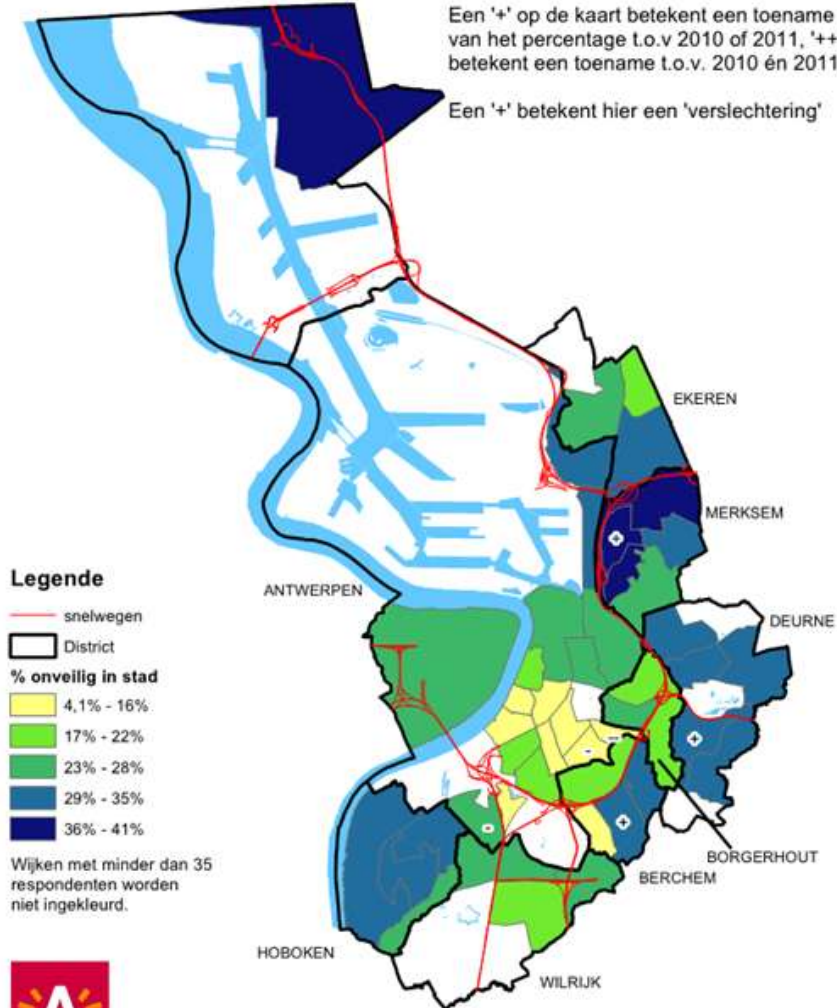 Een '+' op de kaart betekent een toename
van het percentage t.o.v 2010 of 2011, '++
betekent een toename t.o.v. 2010 én 2011
Een '+' betekent hier een 'verslechtering'
EKEREN
MERKSEM
+
ANTWERPEN
DEURNE
+
-
-
+
BORGERHOUT
BERCHEM
HOBOKEN
WILRIJK
Legende
snelwegen
District
% onveilig in stad
4,1% - 16%
17% - 22%
23% - 28%
29% - 35%
36% - 41%
Wijken met minder dan 35
respondenten worden
niet ingekleurd.
A